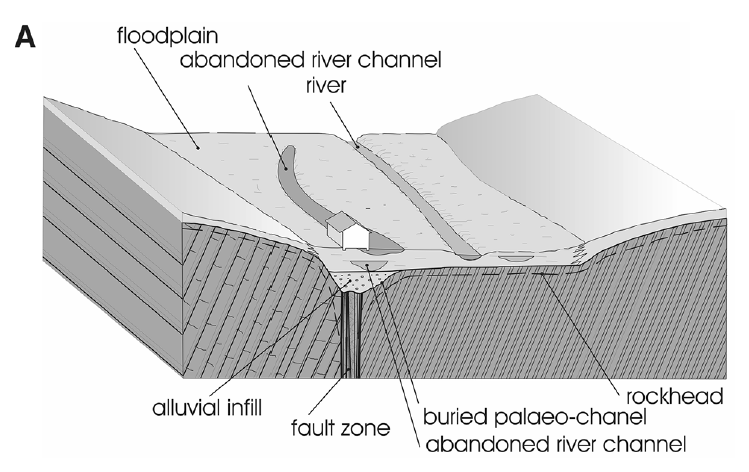 A
floodplain
abandoned river channel
river
alluvial infill
fault zone
rockhead
buried palaeo-chanel
abandoned river channel